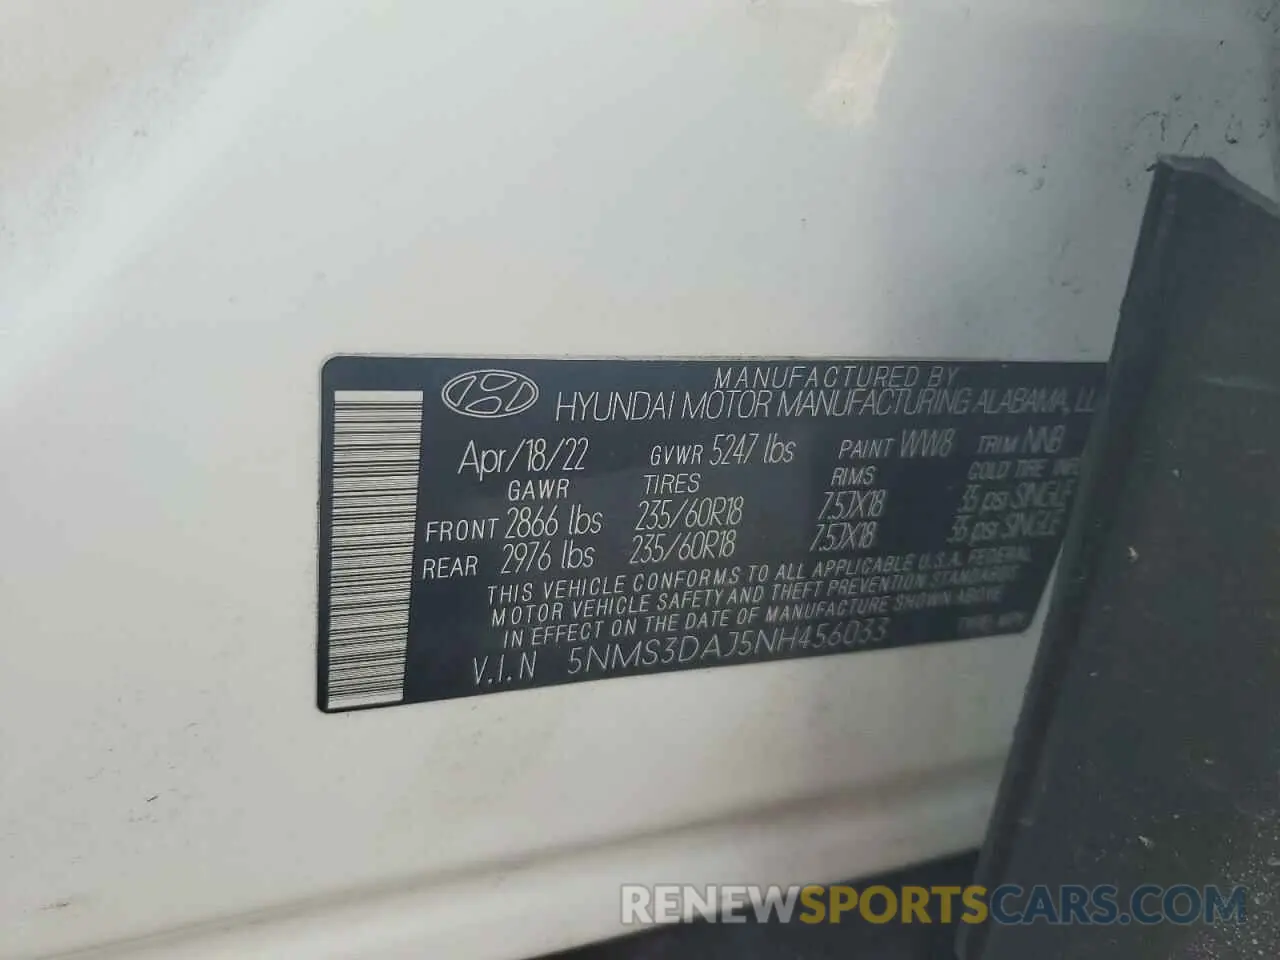 MANUFACTURED BY
HYUNDAI MOTOR MANUFACTURING ALABAMA, LL
Apr/18/22 GVWR 5247 lbs PAINT WW8 TRIM NNB
GAWR TIRES RIMS COLD TIRE
FRONT 2866 lbs 235/60R18 7.5JX18 35 psi SINGLE
REAR 2976 lbs 235/60R18 7.5JX18 35 psi SINGLE
THIS VEHICLE CONFORMS TO ALL APPLICABLE U.S.A. FEDERAL
MOTOR VEHICLE SAFETY AND THEFT PREVENTION STANDARDS
IN EFFECT ON THE DATE OF MANUFACTURE SHOWN ABOVE
V.I.N 5NMS3DAJ5NH456033 TYPE: MPV
RENEWSPORTSCARS.COM